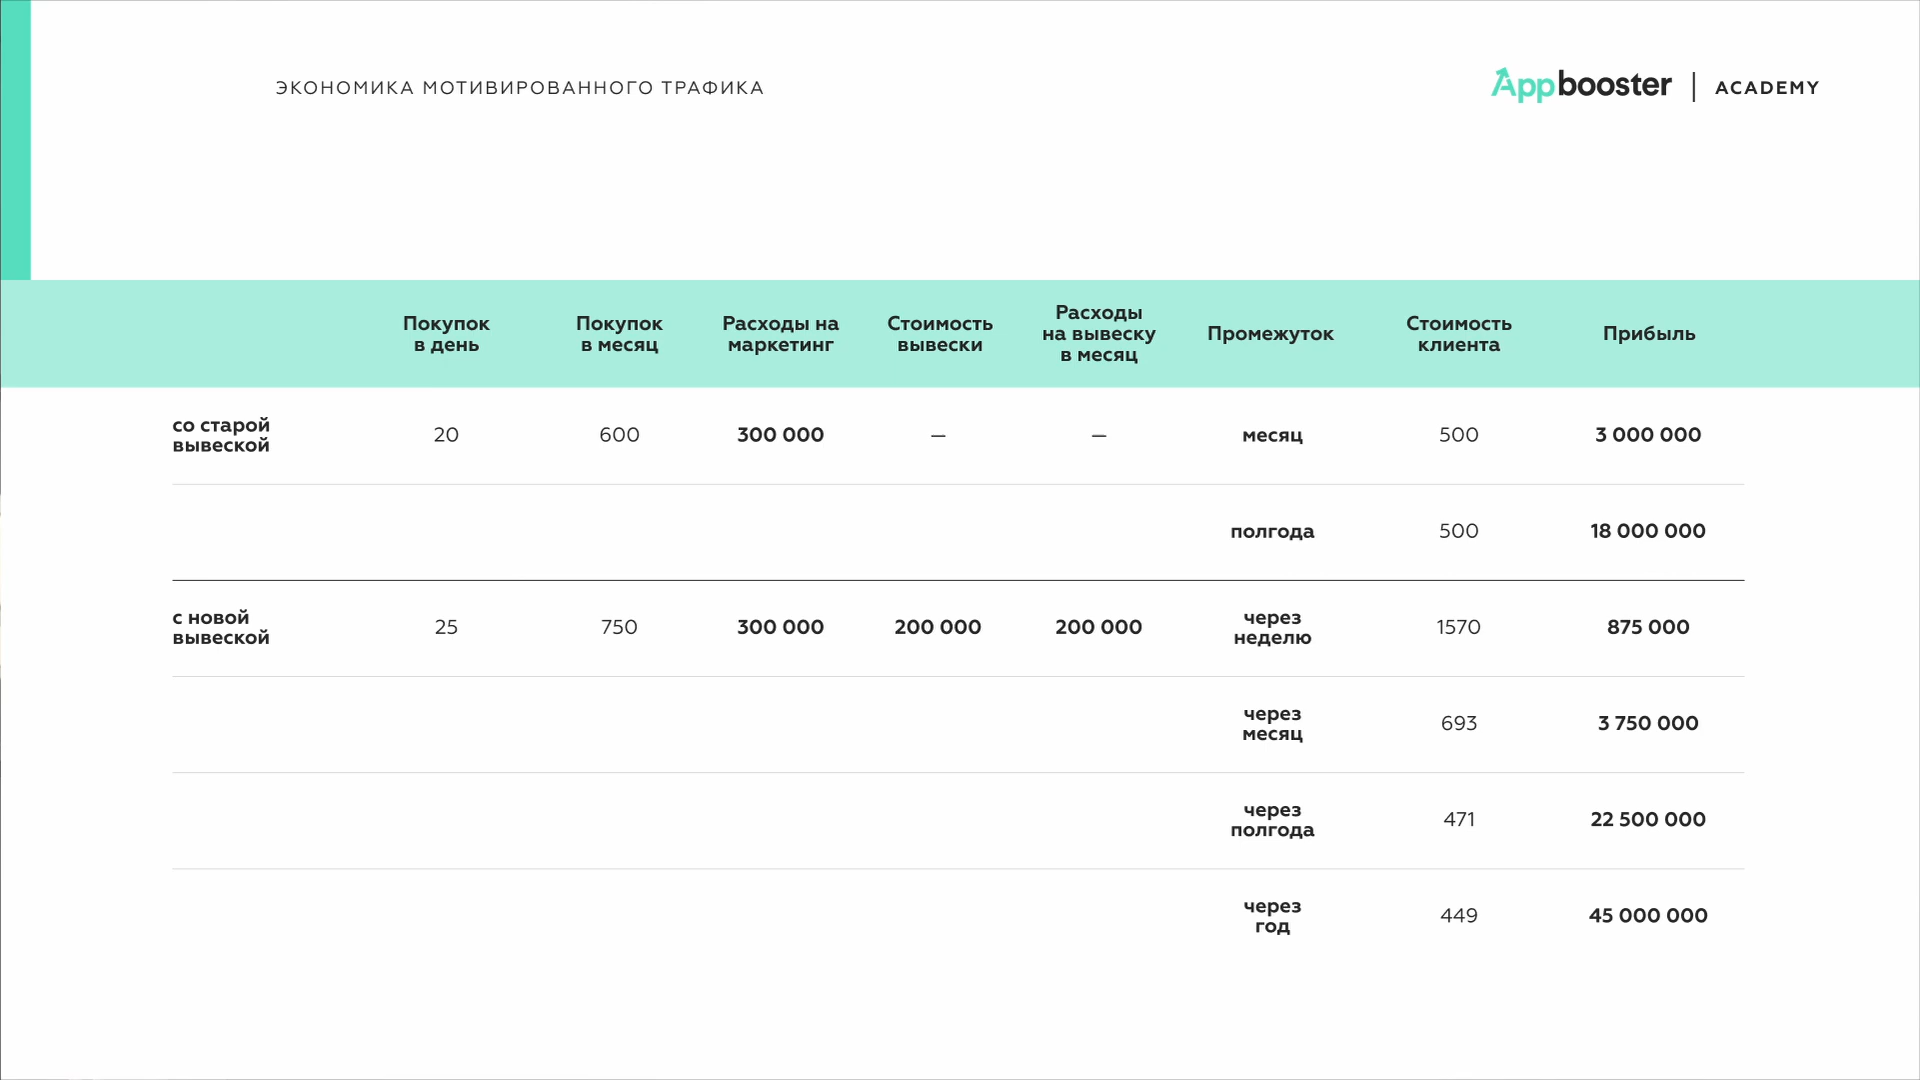 ЭКОНОМИКА МОТИВИРОВАННОГО ТРАФИКА
Appbooster | ACADEMY
Покупок в день
Покупок в месяц
Расходы на маркетинг
Стоимость вывески
Расходы на вывеску в месяц
Промежуток
Стоимость клиента
Прибыль
со старой вывеской 20 600 300 000 — — месяц 500 3 000 000
полгода 500 18 000 000
с новой вывеской 25 750 300 000 200 000 200 000 через неделю 1570 875 000
через месяц 693 3 750 000
через полгода 471 22 500 000
через год 449 45 000 000